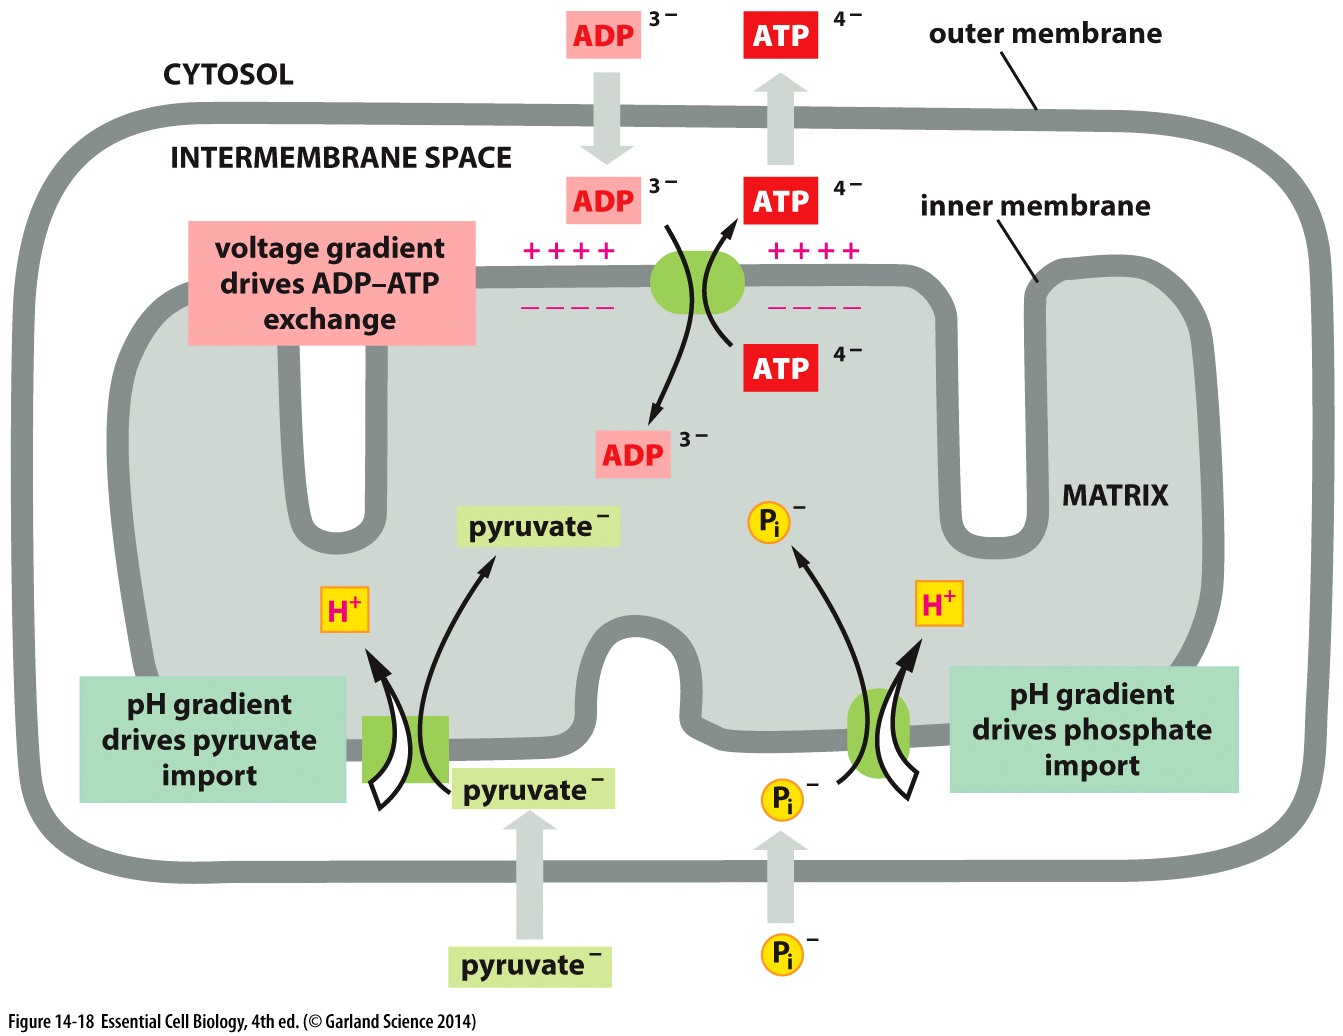 ADP 3–
ATP 4–
outer membrane
CYTOSOL
INTERMEMBRANE SPACE
ADP 3–
ATP 4–
inner membrane
voltage gradient
drives ADP–ATP
exchange
+ + + +
+ + + +
– – – –
– – – –
ATP 4–
ADP 3–
MATRIX
pyruvate –
Pi –
H+
H+
pH gradient
drives pyruvate
import
pH gradient
drives phosphate
import
pyruvate –
Pi –
pyruvate –
Pi –
Figure 14-18 Essential Cell Biology, 4th ed. (© Garland Science 2014)